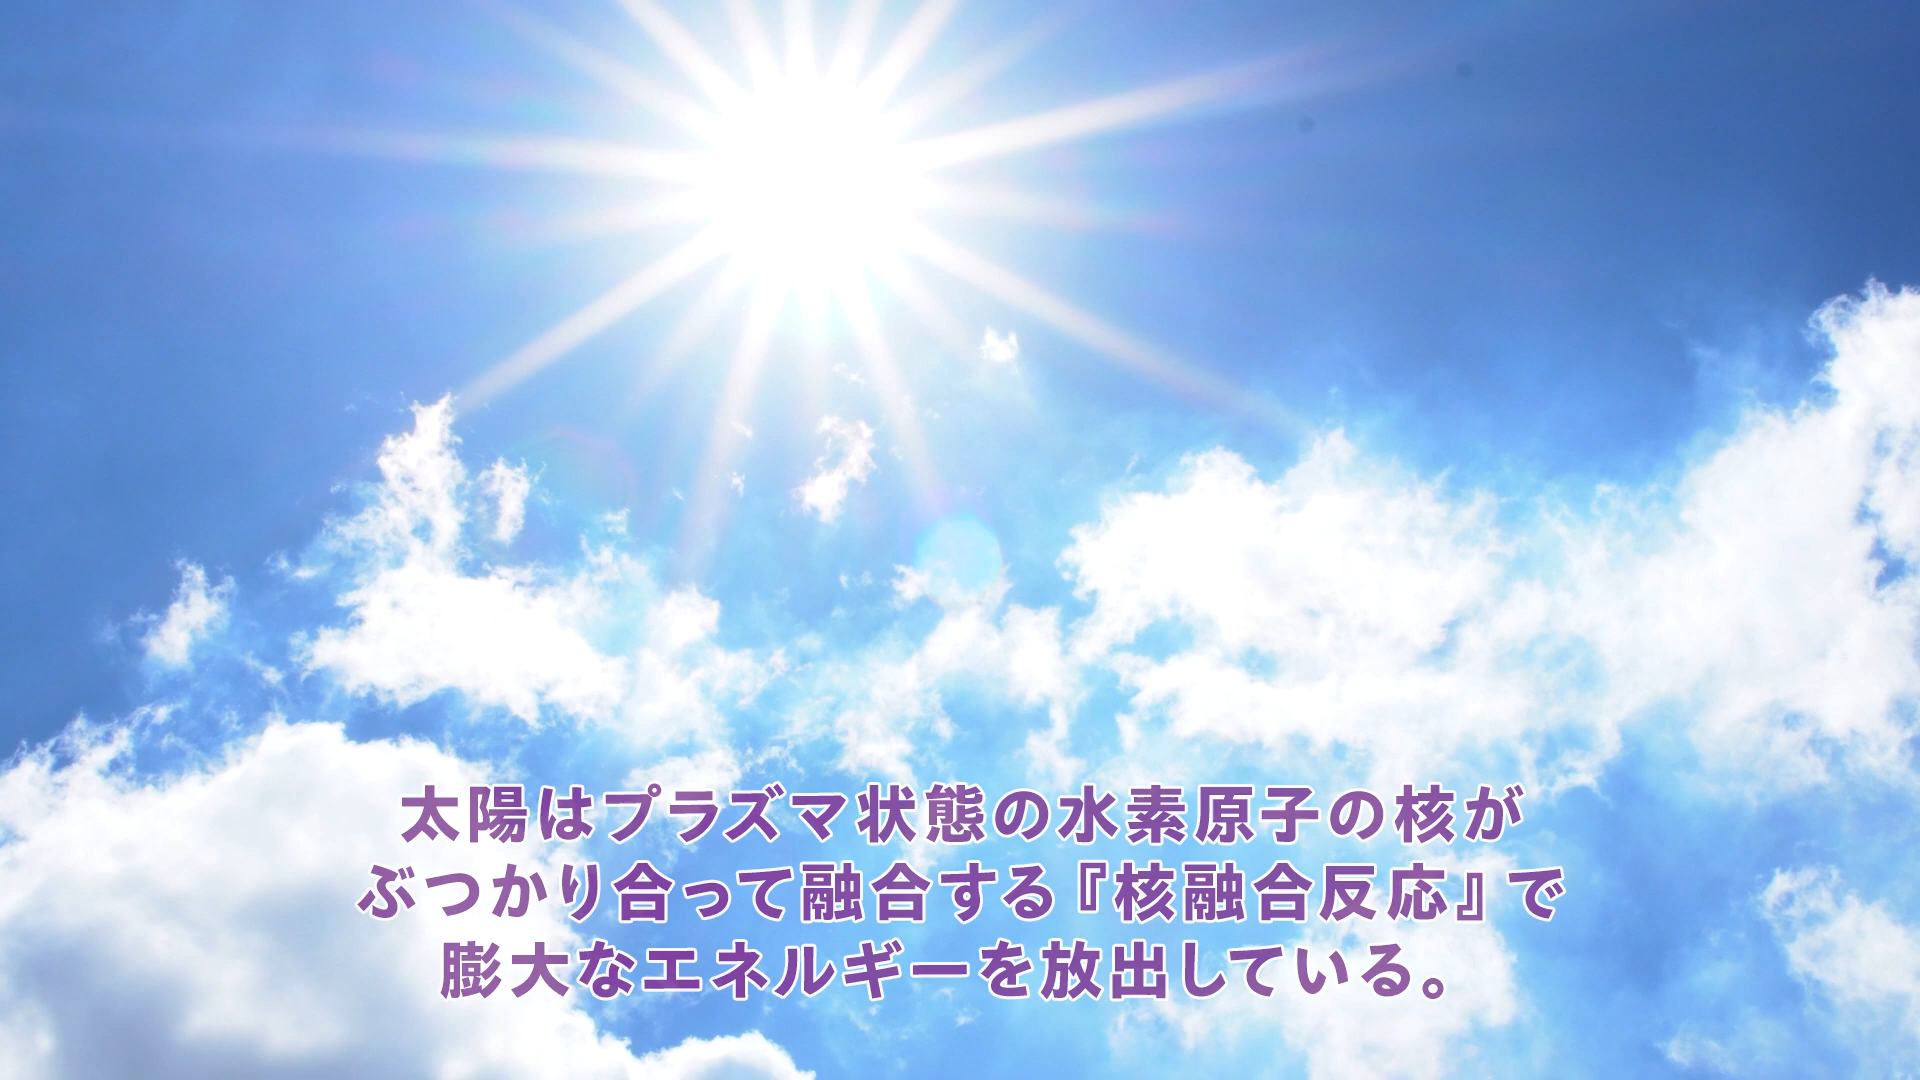 太陽はプラズマ状態の水素原子の核が
ぶつかり合って融合する『核融合反応』で
膨大なエネルギーを放出している。